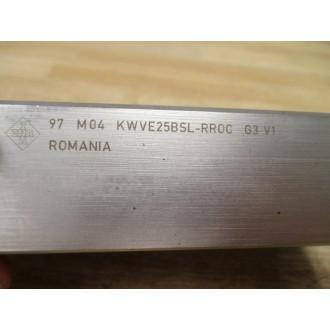 97 M04 KWVE25BSL-RROC G3 V1
ROMANIA